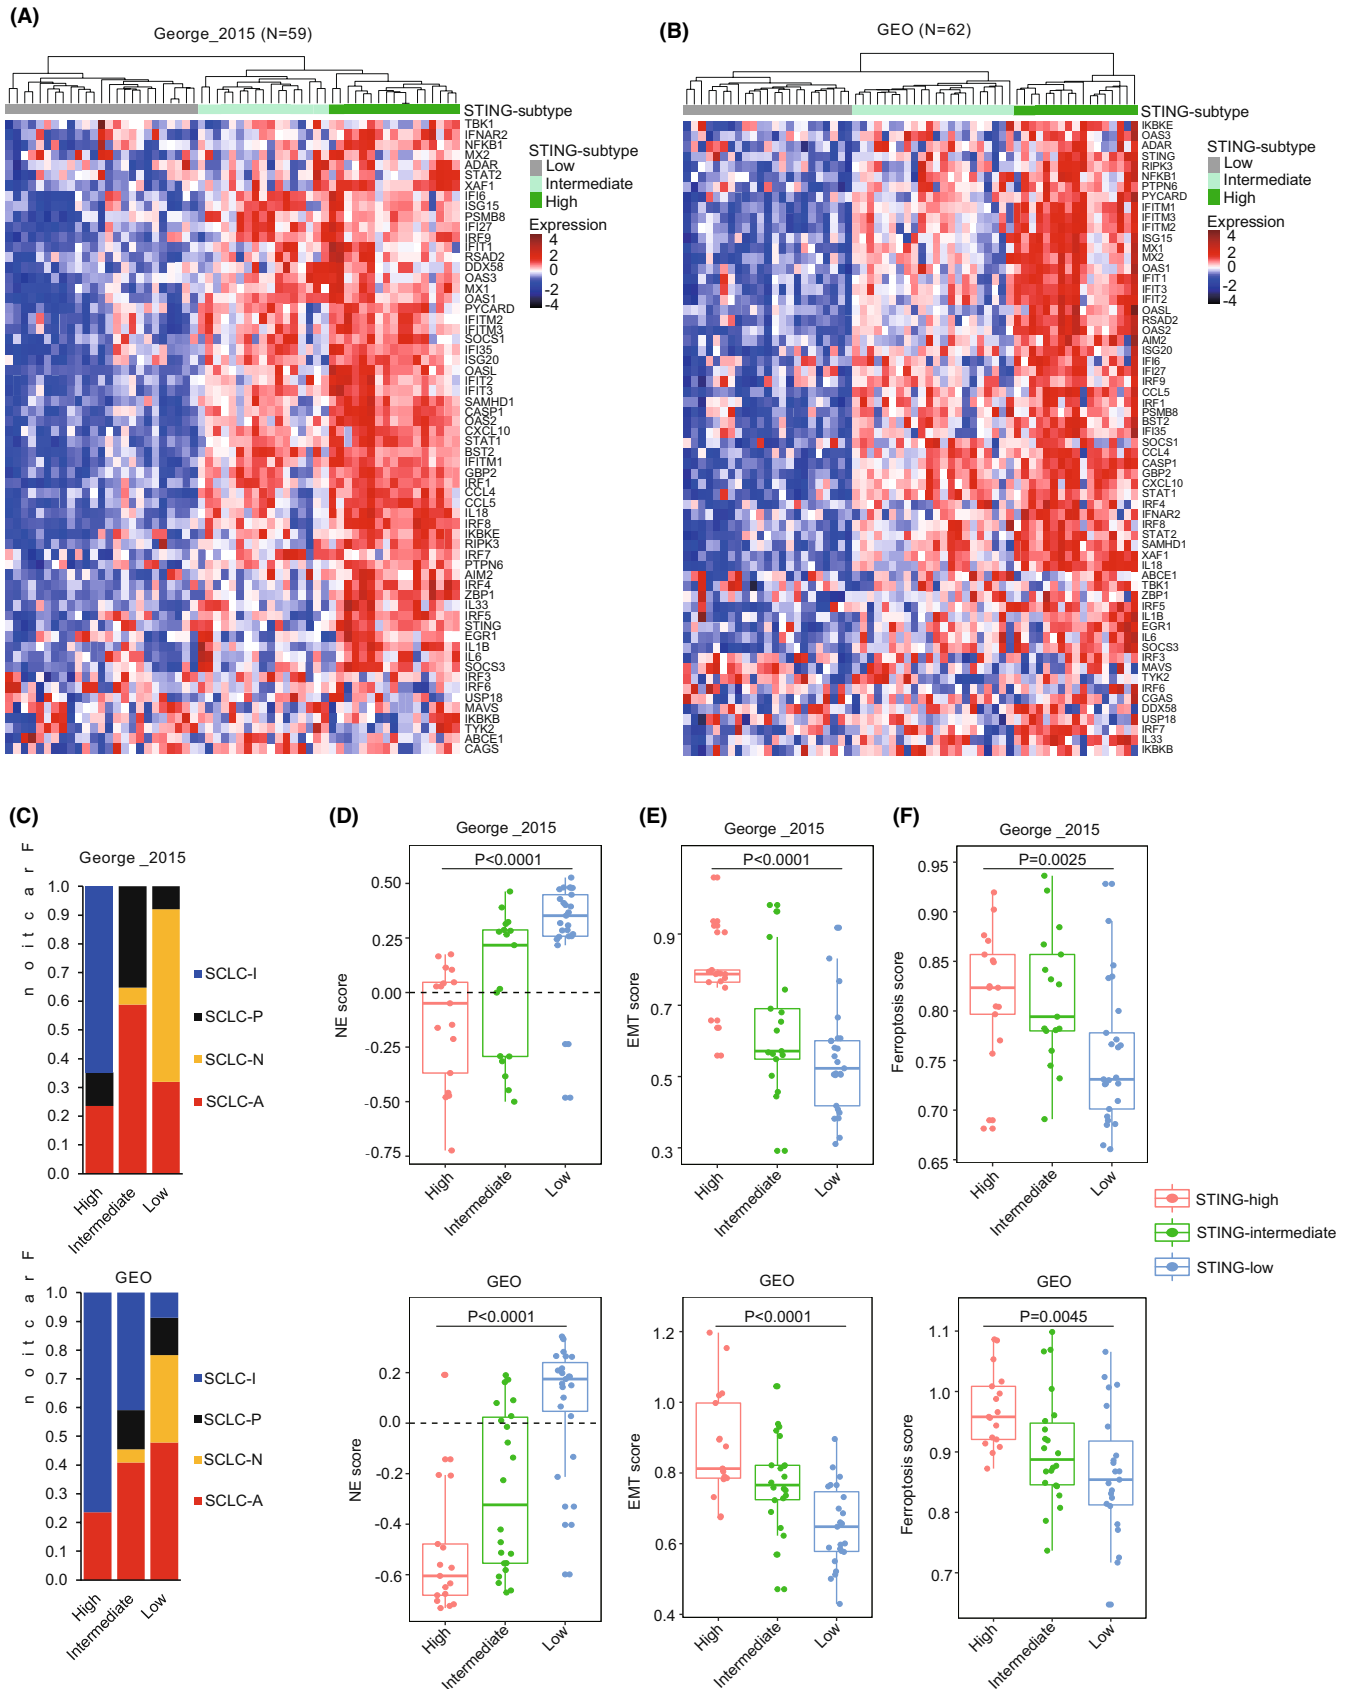 (A)
George_2015 (N=59)
STING-subtype
TBK1
IFNAR2
NFKB1
MX2
ADAR
STAT2
XAF1
IFI6
ISG15
PSMB8
IFI27
IRF9
IFIT1
RSAD2
DDX58
OAS3
MX1
OAS1
PYCARD
IFITM2
IFITM3
SOCS1
IFI35
ISG20
OASL
IFIT2
IFIT3
SAMHD1
CASP1
OAS2
CXCL10
STAT1
BST2
IFITM1
GBP2
IRF1
CCL4
CCL5
IL18
IRF8
IKBKE
RIPK3
IRF7
PTPN6
AIM2
IRF4
ZBP1
IL33
IRF5
STING
EGR1
IL1B
IL6
SOCS3
IRF3
IRF6
USP18
MAVS
IKBKB
TYK2
ABCE1
CAGS
STING-subtype
Low
Intermediate
High
Expression
4
2
0
-2
-4
(B)
GEO (N=62)
STING-subtype
IKBKE
OAS3
ADAR
STING
RIPK3
NFKB1
PTPN6
PYCARD
IFITM1
IFITM3
IFITM2
ISG15
MX1
MX2
OAS1
IFIT1
IFIT3
IFIT2
OASL
RSAD2
OAS2
AIM2
ISG20
IFI6
IFI27
IRF9
CCL5
IRF1
PSMB8
BST2
IFI35
SOCS1
CCL4
CASP1
GBP2
CXCL10
STAT1
IRF4
IFNAR2
IRF8
STAT2
SAMHD1
XAF1
IL18
ABCE1
TBK1
ZBP1
IRF5
IL1B
EGR1
IL6
SOCS3
IRF3
MAVS
TYK2
IRF6
CGAS
DDX58
USP18
IRF7
IL33
IKBKB
STING-subtype
Low
Intermediate
High
Expression
4
2
0
-2
-4
(C)
George _2015
n o i t c a r F
1.0
0.9
0.8
0.7
0.6
0.5
0.4
0.3
0.2
0.1
0.0
High
Intermediate
Low
SCLC-I
SCLC-P
SCLC-N
SCLC-A
GEO
n o i t c a r F
1.0
0.9
0.8
0.7
0.6
0.5
0.4
0.3
0.2
0.1
0.0
High
Intermediate
Low
SCLC-I
SCLC-P
SCLC-N
SCLC-A
(D)
George _2015
P<0.0001
NE score
0.50
0.25
0.00
-0.25
-0.50
-0.75
High
Intermediate
Low
GEO
P<0.0001
NE score
0.2
0.0
-0.2
-0.4
-0.6
High
Intermediate
Low
(E)
George _2015
P<0.0001
EMT score
0.9
0.7
0.5
0.3
High
Intermediate
Low
GEO
P<0.0001
EMT score
1.2
1.0
0.8
0.6
0.4
High
Intermediate
Low
(F)
George _2015
P=0.0025
Ferroptosis score
0.95
0.90
0.85
0.80
0.75
0.70
0.65
High
Intermediate
Low
GEO
P=0.0045
Ferroptosis score
1.1
1.0
0.9
0.8
0.7
High
Intermediate
Low
STING-high
STING-intermediate
STING-low